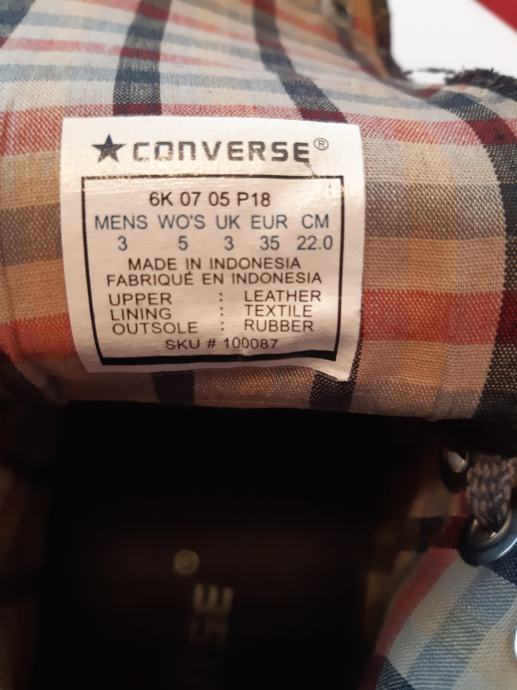 ★CONVERSE®
6K 07 05 P18
MENS WO'S UK EUR CM
3 5 3 35 22.0
MADE IN INDONESIA
FABRIQUÉ EN INDONESIA
UPPER : LEATHER
LINING : TEXTILE
OUTSOLE : RUBBER
SKU # 100087